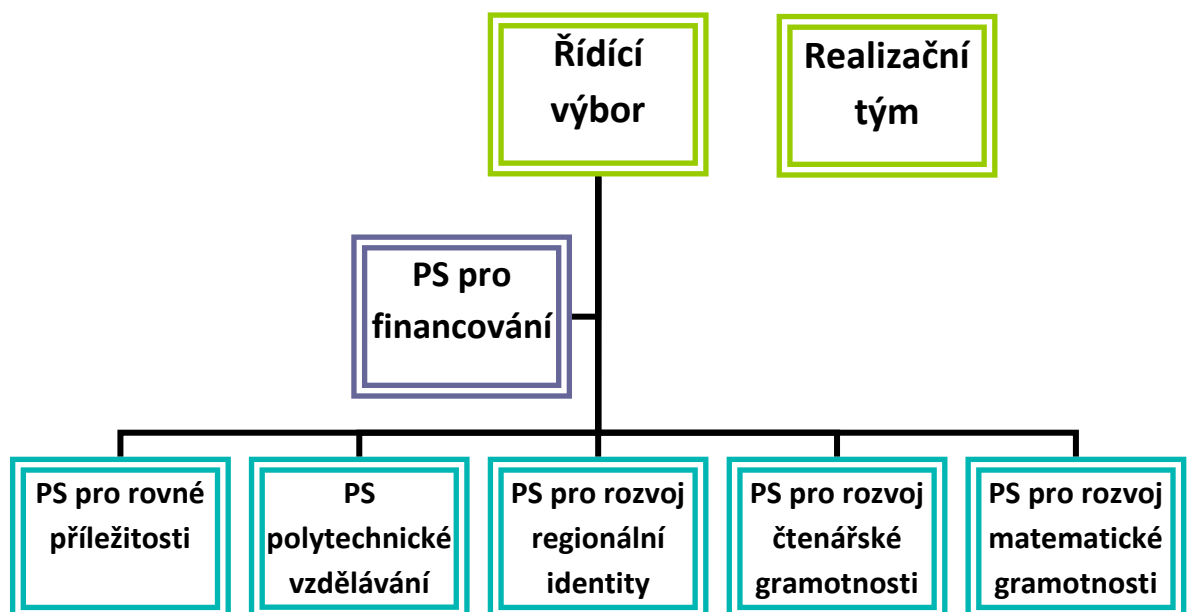 Řídící
výbor
Realizační
tým
PS pro
financování
PS pro rovné
příležitosti
PS
polytechnické
vzdělávání
PS pro rozvoj
regionální
identity
PS pro rozvoj
čtenářské
gramotnosti
PS pro rozvoj
matematické
gramotnosti